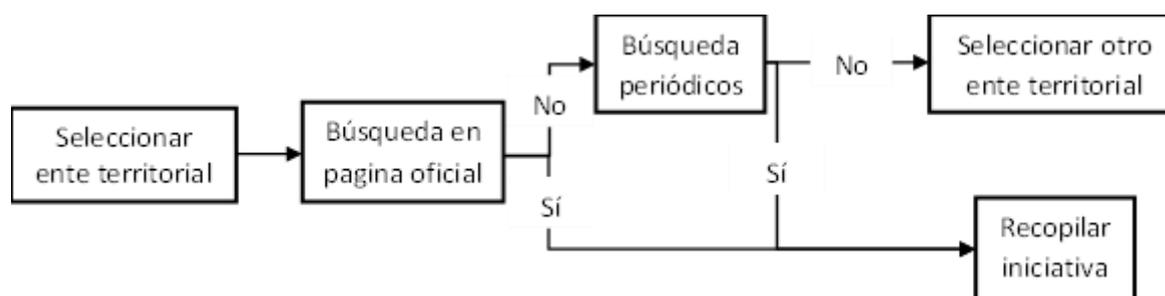 Seleccionar
ente territorial
Búsqueda en
pagina oficial
No
Sí
Búsqueda
periódicos
No
Sí
Seleccionar otro
ente territorial
Recopilar
iniciativa